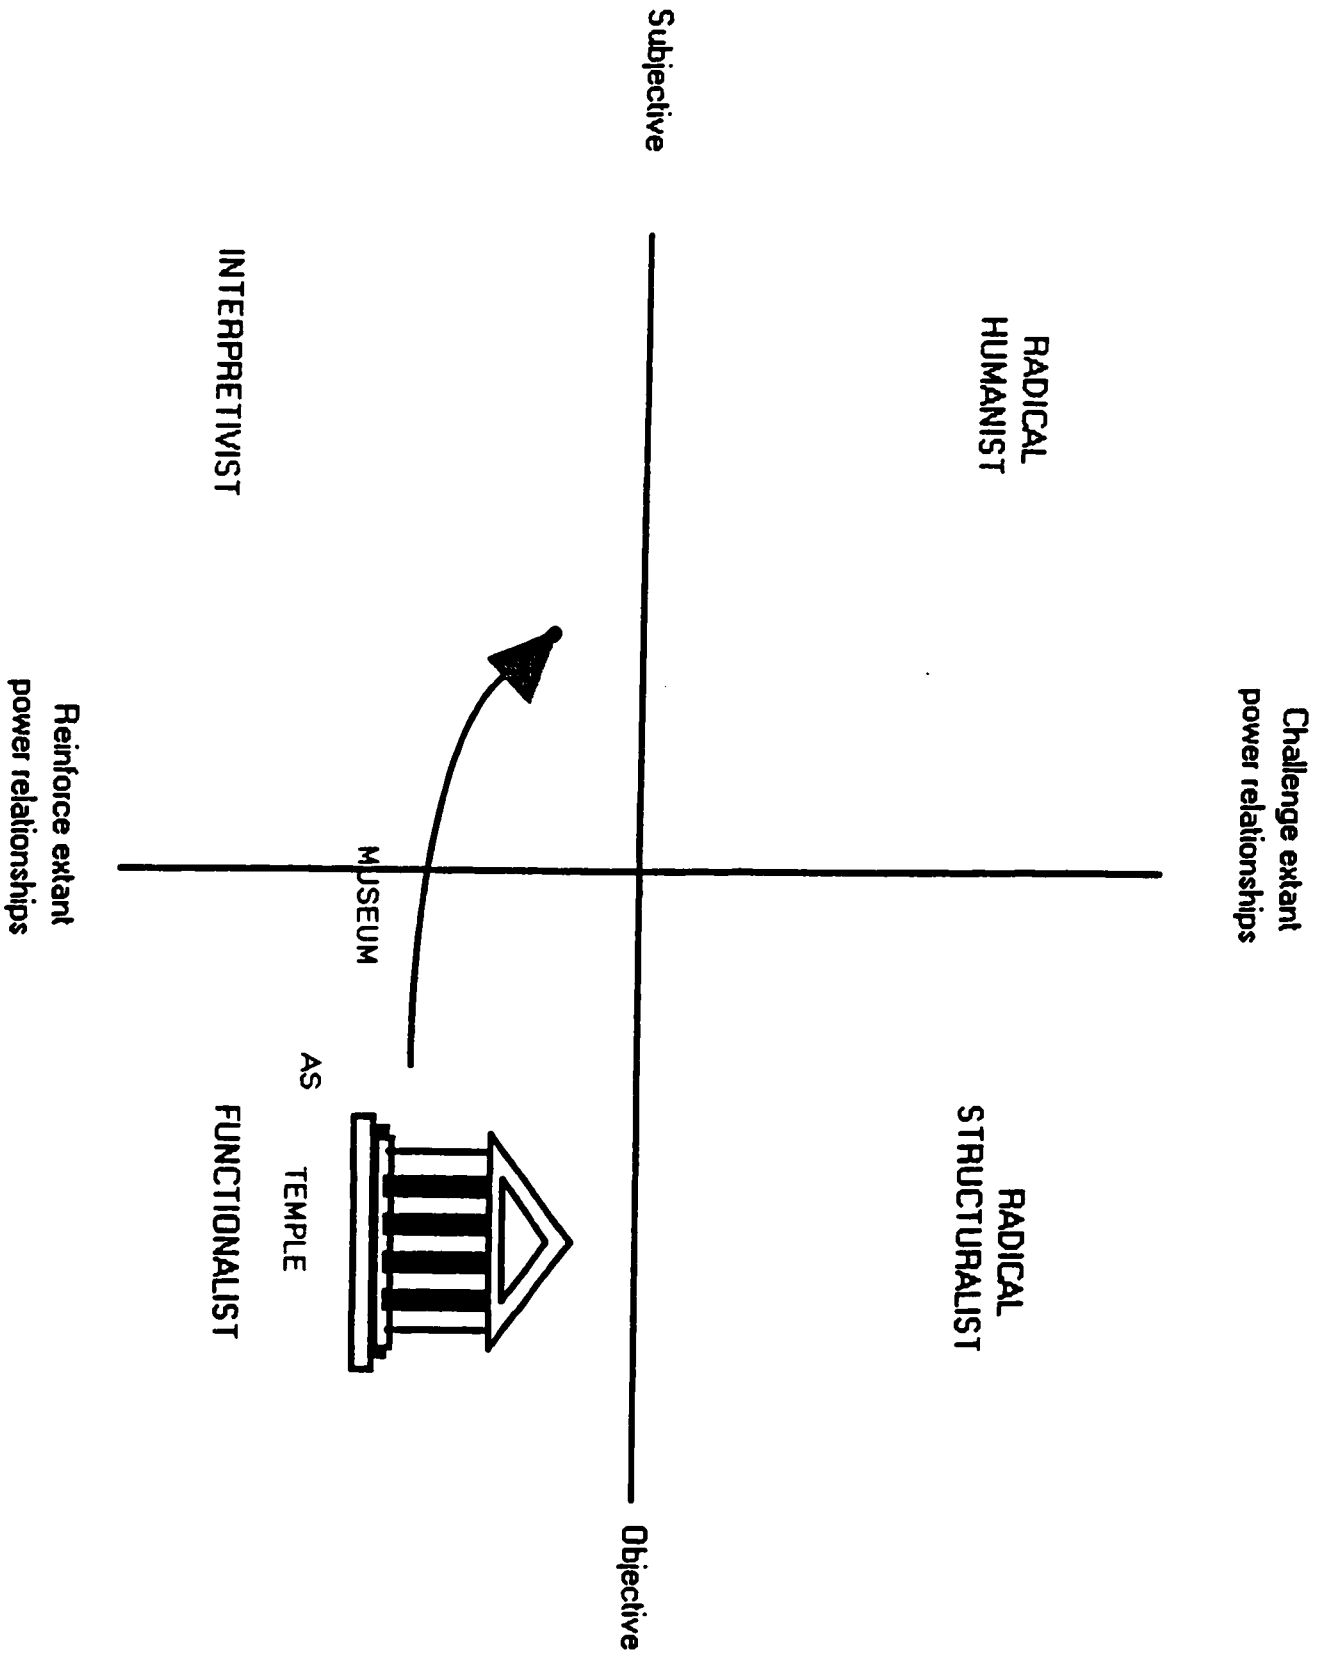 Challenge extant
power relationships
RADICAL
HUMANIST
RADICAL
STRUCTURALIST
Subjective
Objective
MUSEUM
AS
TEMPLE
INTERPRETIVIST
FUNCTIONALIST
Reinforce extant
power relationships